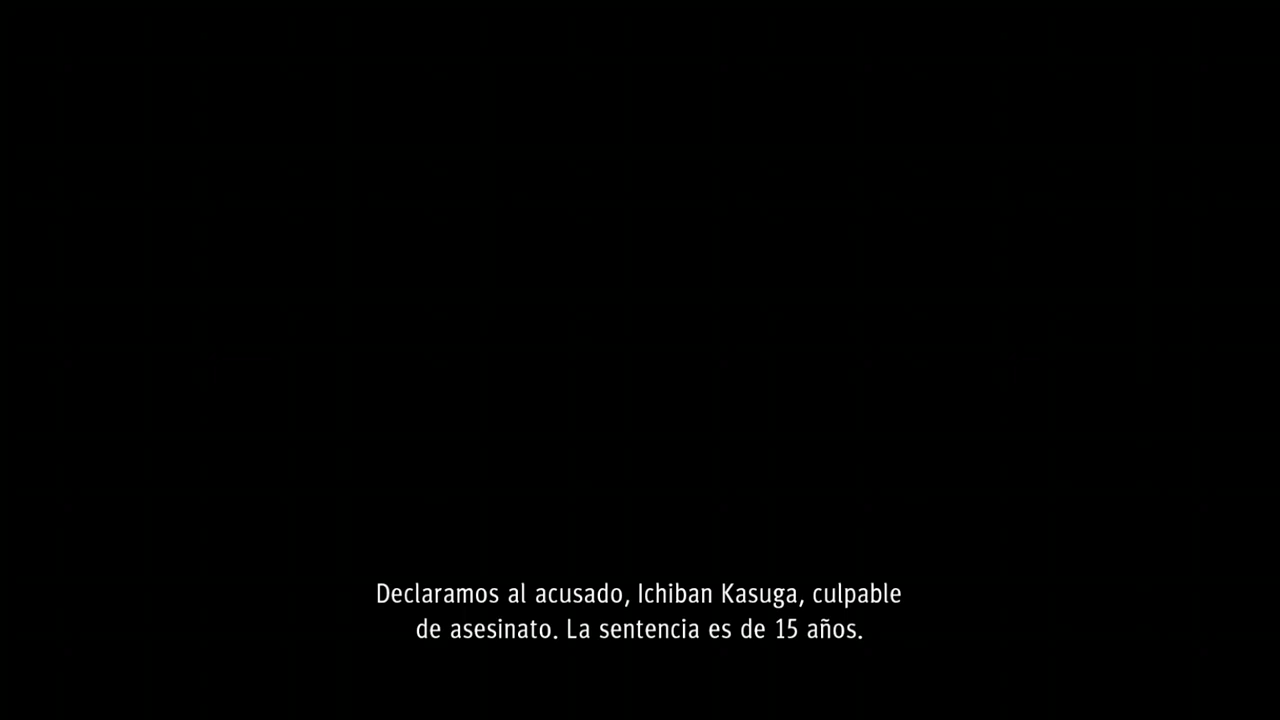 Declaramos al acusado, Ichiban Kasuga, culpable
de asesinato. La sentencia es de 15 años.